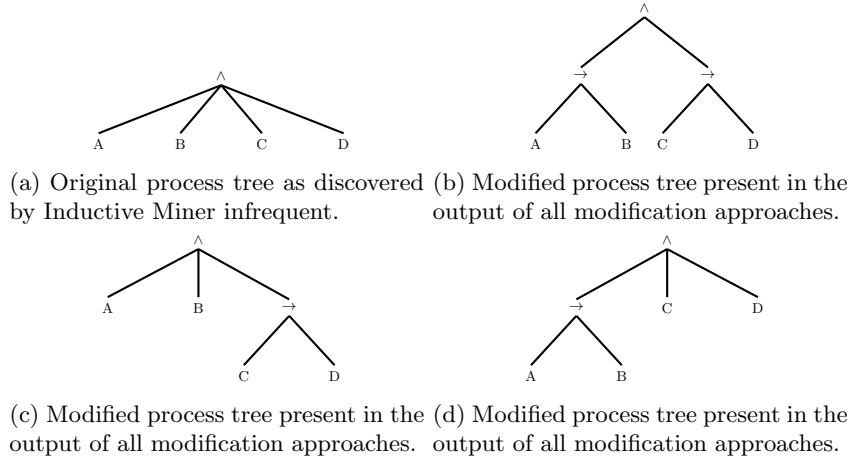 ∧
A B C D
(a) Original process tree as discovered
by Inductive Miner infrequent.
∧
→ →
A B C D
(b) Modified process tree present in the
output of all modification approaches.
∧
A B →
C D
(c) Modified process tree present in the
output of all modification approaches.
∧
→ C D
A B
(d) Modified process tree present in the
output of all modification approaches.